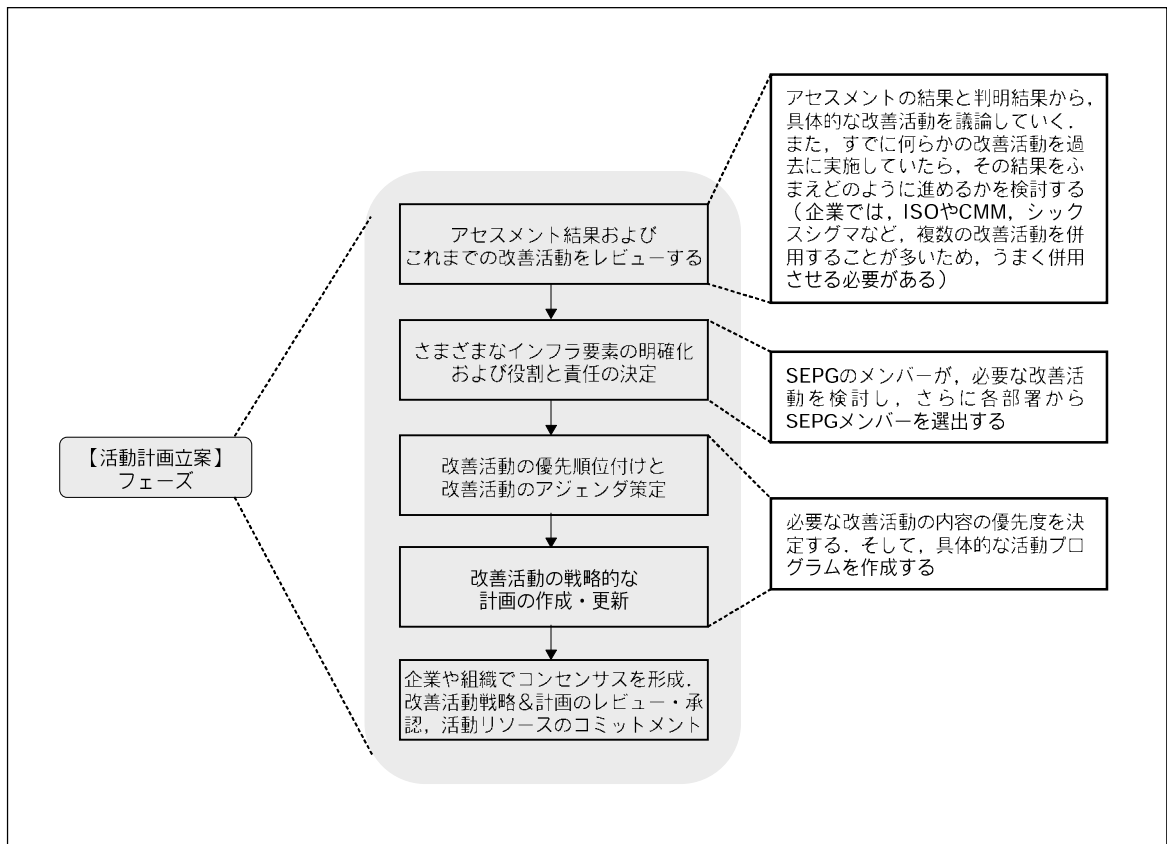 【活動計画立案】
フェーズ
アセスメント結果および
これまでの改善活動をレビューする
さまざまなインフラ要素の明確化
および役割と責任の決定
改善活動の優先順位付けと
改善活動のアジェンダ策定
改善活動の戦略的な
計画の作成・更新
企業や組織でコンセンサスを形成．
改善活動戦略＆計画のレビュー・承
認，活動リソースのコミットメント
アセスメントの結果と判明結果から，
具体的な改善活動を議論していく．
また，すでに何らかの改善活動を過
去に実施していたら，その結果をふ
まえどのように進めるかを検討する
（企業では，ISOやCMM，シック
スシグマなど，複数の改善活動を併
用することが多いため，うまく併用
させる必要がある）
SEPGのメンバーが，必要な改善活
動を検討し，さらに各部署から
SEPGメンバーを選出する
必要な改善活動の内容の優先度を決
定する．そして，具体的な活動プロ
グラムを作成する